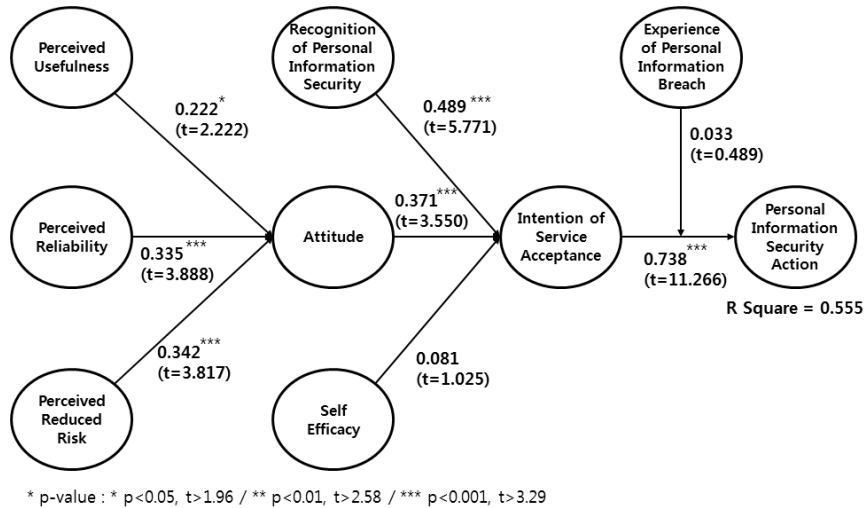 Perceived
Usefulness
Recognition
of Personal
Information
Security
Experience
of Personal
Information
Breach
0.222*
(t=2.222)
0.489***
(t=5.771)
0.033
(t=0.489)
Perceived
Reliability
0.335***
(t=3.888)
Attitude
0.371***
(t=3.550)
Intention of
Service
Acceptance
0.738***
(t=11.266)
Personal
Information
Security
Action
R Square = 0.555
0.342***
(t=3.817)
0.081
(t=1.025)
Perceived
Reduced
Risk
Self
Efficacy
* p-value : * p<0.05, t>1.96 / ** p<0.01, t>2.58 / *** p<0.001, t>3.29